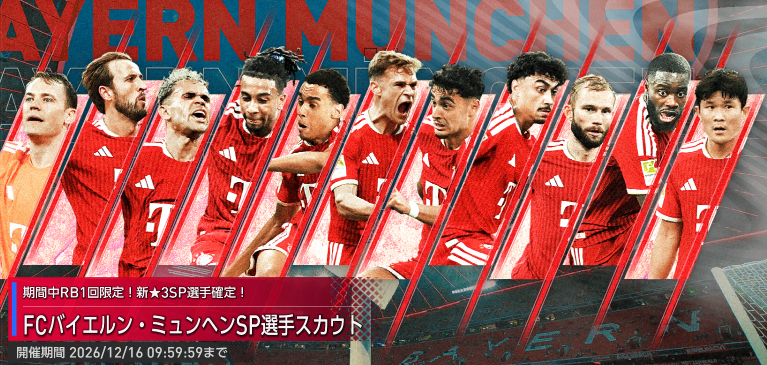 BAYERN MÜNCHEN
期間中RB1回限定！新★3SP選手確定！
FCバイエルン・ミュンヘンSP選手スカウト
開催期間 2026/12/16 09:59:59まで
BAYERN